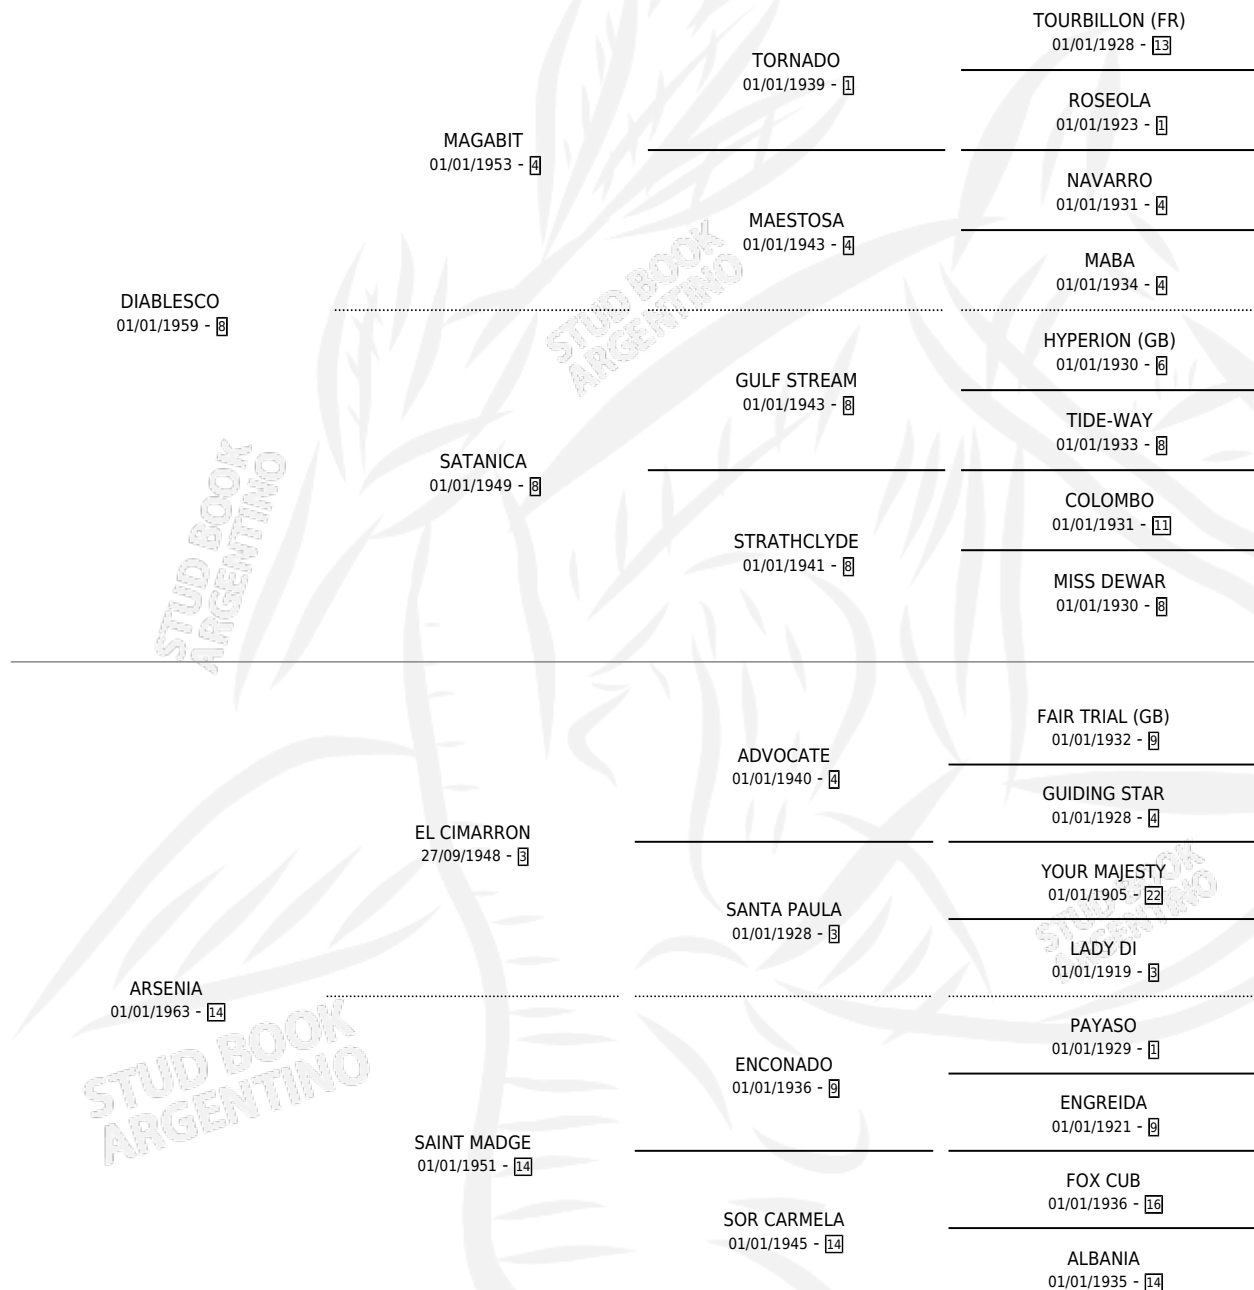 TOURBILLON (FR)
01/01/1928 - 13
TORNADO
01/01/1939 - 1
ROSEOLA
01/01/1923 - 1
MAGABIT
01/01/1953 - 4
NAVARRO
01/01/1931 - 4
MAESTOSA
01/01/1943 - 4
MABA
01/01/1934 - 4
DIABLESCO
01/01/1959 - 8
STUD BOOK
ARGENTINO
HYPERION (GB)
01/01/1930 - 6
GULF STREAM
01/01/1943 - 8
TIDE-WAY
01/01/1933 - 8
SATANICA
01/01/1949 - 8
COLOMBO
01/01/1931 - 11
STRATHCLYDE
01/01/1941 - 8
MISS DEWAR
01/01/1930 - 8
STUD BOOK
ARGENTINO
FAIR TRIAL (GB)
01/01/1932 - 9
ADVOCATE
01/01/1940 - 4
GUIDING STAR
01/01/1928 - 4
EL CIMARRON
27/09/1948 - 3
YOUR MAJESTY
01/01/1905 - 22
SANTA PAULA
01/01/1928 - 3
LADY DI
01/01/1919 - 3
STUD BOOK
ARGENTINO
ARSENIA
01/01/1963 - 14
PAYASO
01/01/1929 - 1
ENCONADO
01/01/1936 - 9
ENGREIDA
01/01/1921 - 9
STUD BOOK
ARGENTINO
SAINT MADGE
01/01/1951 - 14
FOX CUB
01/01/1936 - 16
SOR CARMELA
01/01/1945 - 14
ALBANIA
01/01/1935 - 14